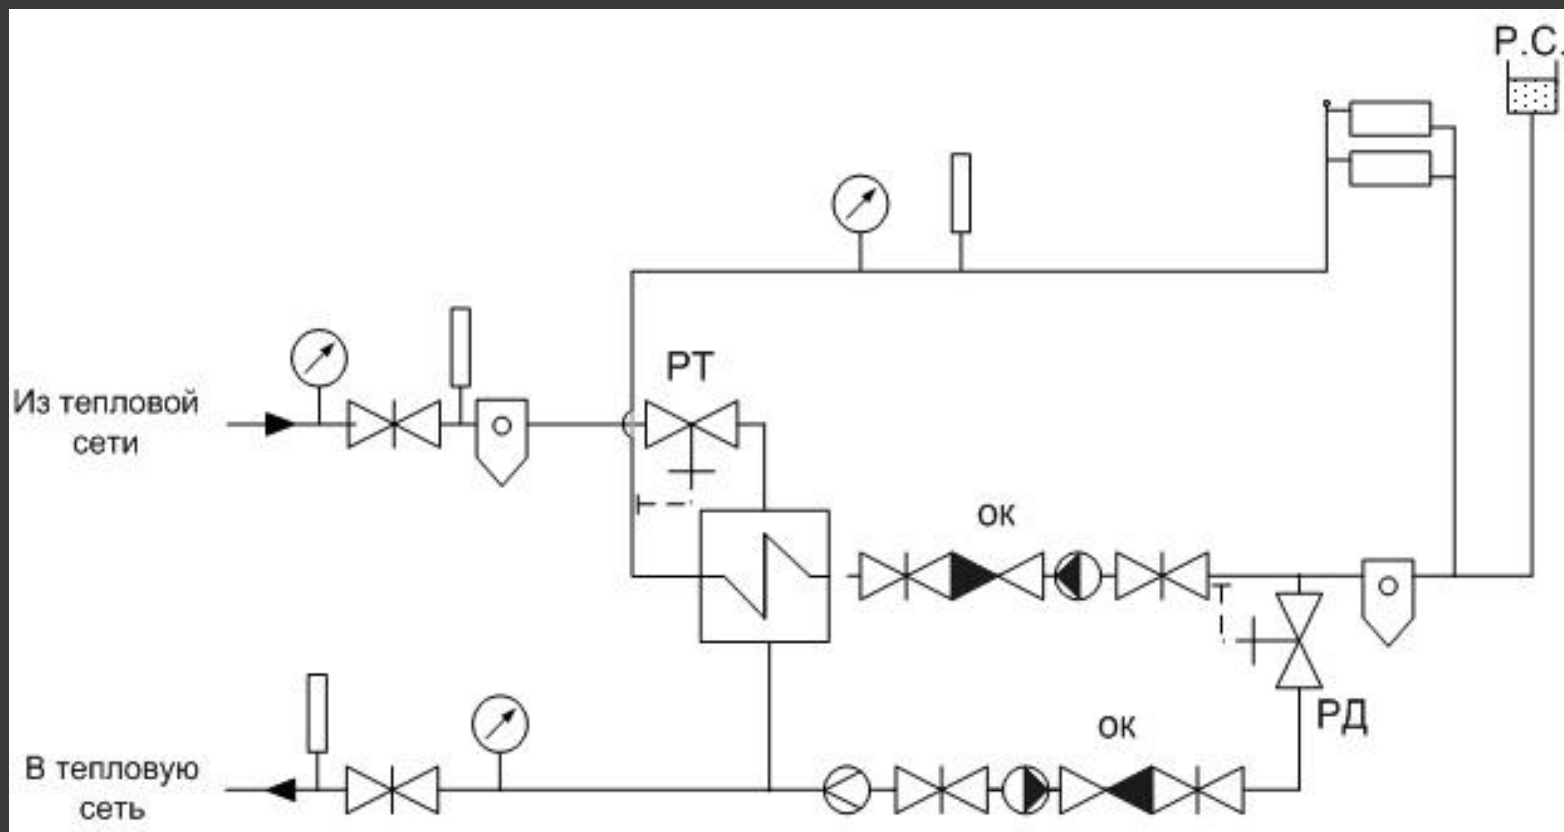 Р.С.
РТ
Из тепловой
сети
ок
РД
ок
В тепловую
сеть